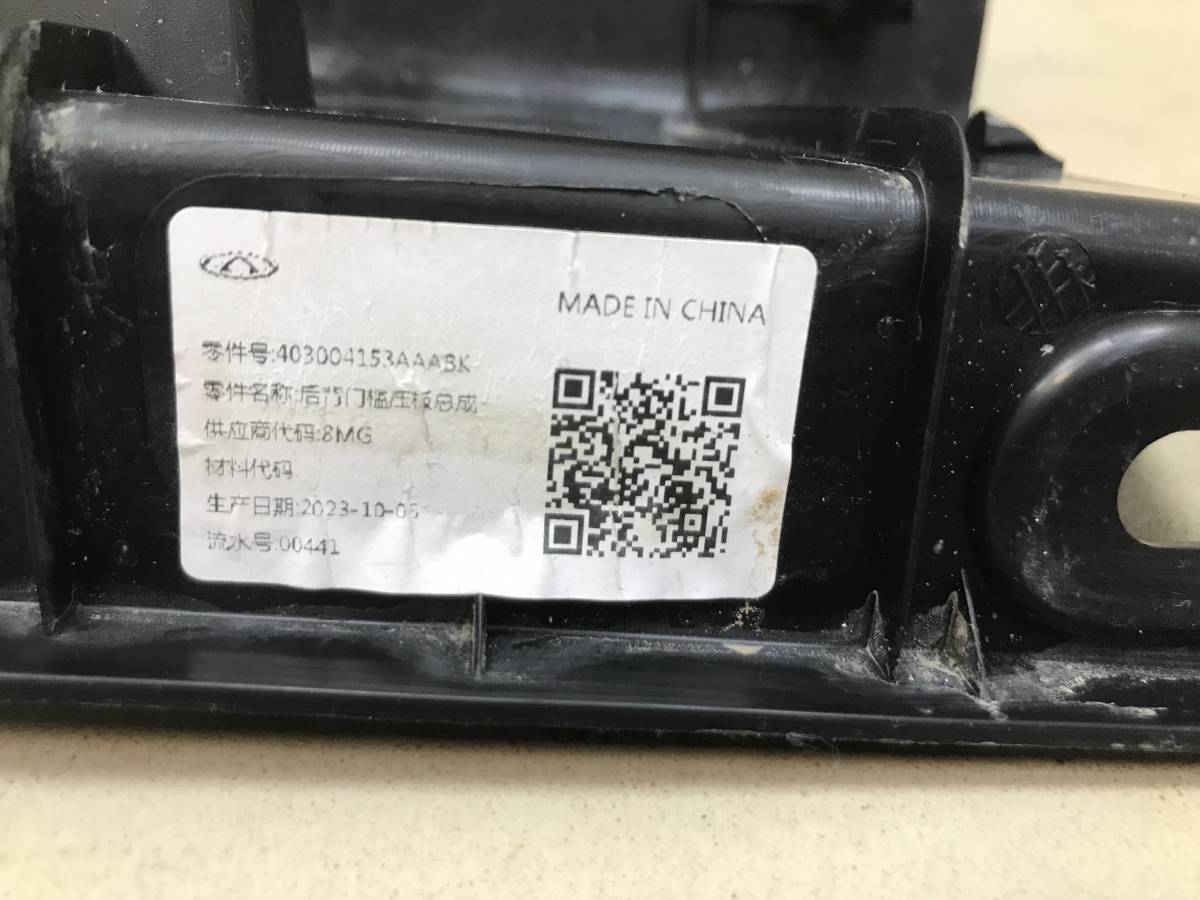 MADE IN CHINA
零件号:403004153AAABK
零件名称:后背门槛压板总成
供应商代码:8MG
材料代码:
生产日期:2023-10-06
流水号:00441